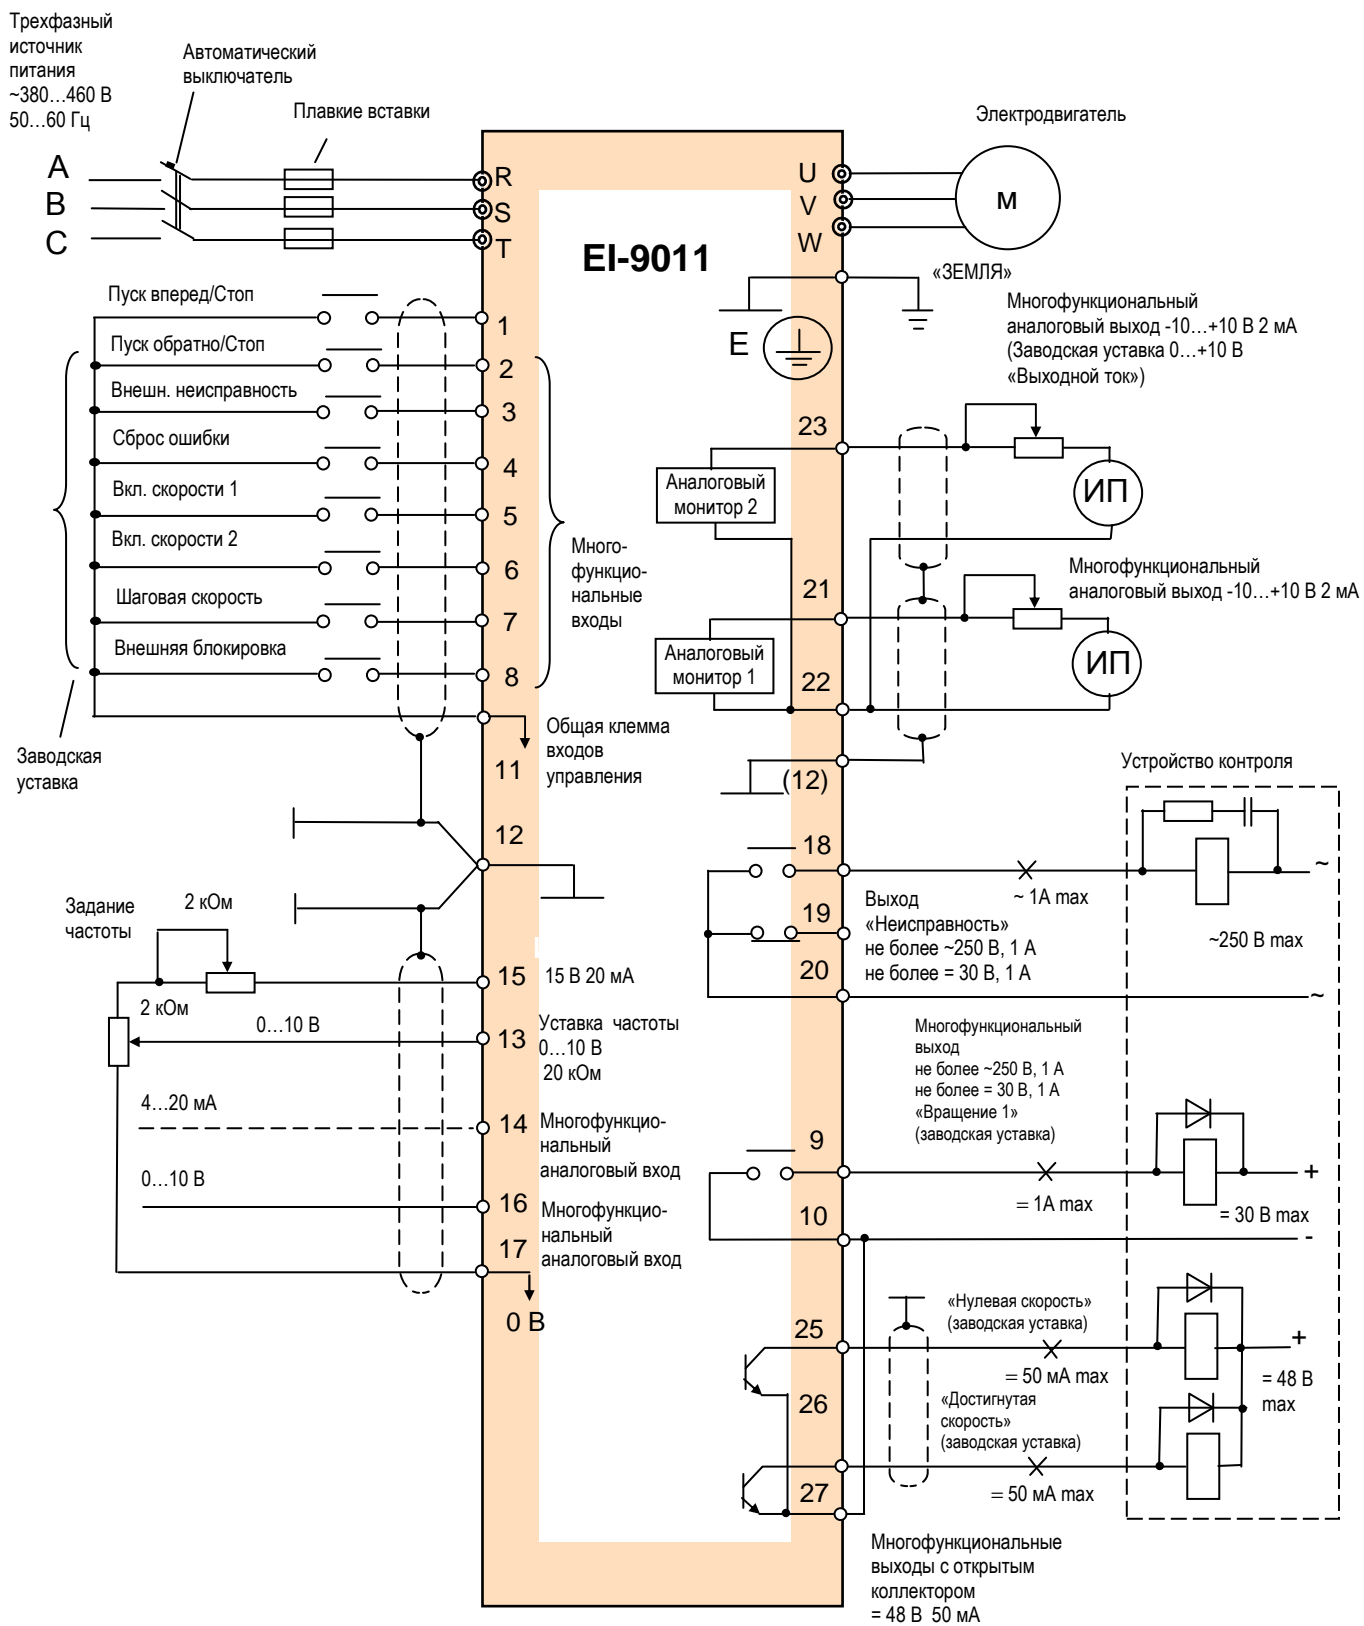 Трехфазный
источник
питания
~380…460 В
50…60 Гц
Автоматический
выключатель
Плавкие вставки
Электродвигатель
A
B
C
R
S
T
U
V
W
М
EI-9011
«ЗЕМЛЯ»
E
Пуск вперед/Стоп
1
Пуск обратно/Стоп
2
Внешн. неисправность
3
Сброс ошибки
4
Вкл. скорости 1
5
Вкл. скорости 2
6
Шаговая скорость
7
Внешняя блокировка
8
Много-
функцио-
нальные
входы
Заводская
уставка
11
Общая клемма
входов
управления
12
Многофункциональный
аналоговый выход -10…+10 В 2 мА
(Заводская уставка 0…+10 В
«Выходной ток»)
23
Аналоговый
монитор 2
ИП
Многофункциональный
аналоговый выход -10…+10 В 2 мА
21
Аналоговый
монитор 1
22
ИП
(12)
Устройство контроля
18
~ 1А max
~
19
20
Выход
«Неисправность»
не более ~250 В, 1 А
не более = 30 В, 1 А
~250 В max
~
Задание
частоты
2 кОм
15
15 В 20 мА
2 кОм
0…10 В
13
Уставка частоты
0…10 В
20 кОм
4…20 мА
14
Многофункцио-
нальный
аналоговый вход
0…10 В
16
Многофункцио-
нальный
аналоговый вход
17
0 В
Многофункциональный
выход
не более ~250 В, 1 А
не более = 30 В, 1 А
«Вращение 1»
(заводская уставка)
9
= 1А max
+
= 30 В max
10
-
«Нулевая скорость»
(заводская уставка)
25
= 50 мА max
+
= 48 В
max
26
«Достигнутая
скорость»
(заводская уставка)
27
= 50 мА max
Многофункциональные
выходы с открытым
коллектором
= 48 В 50 мА